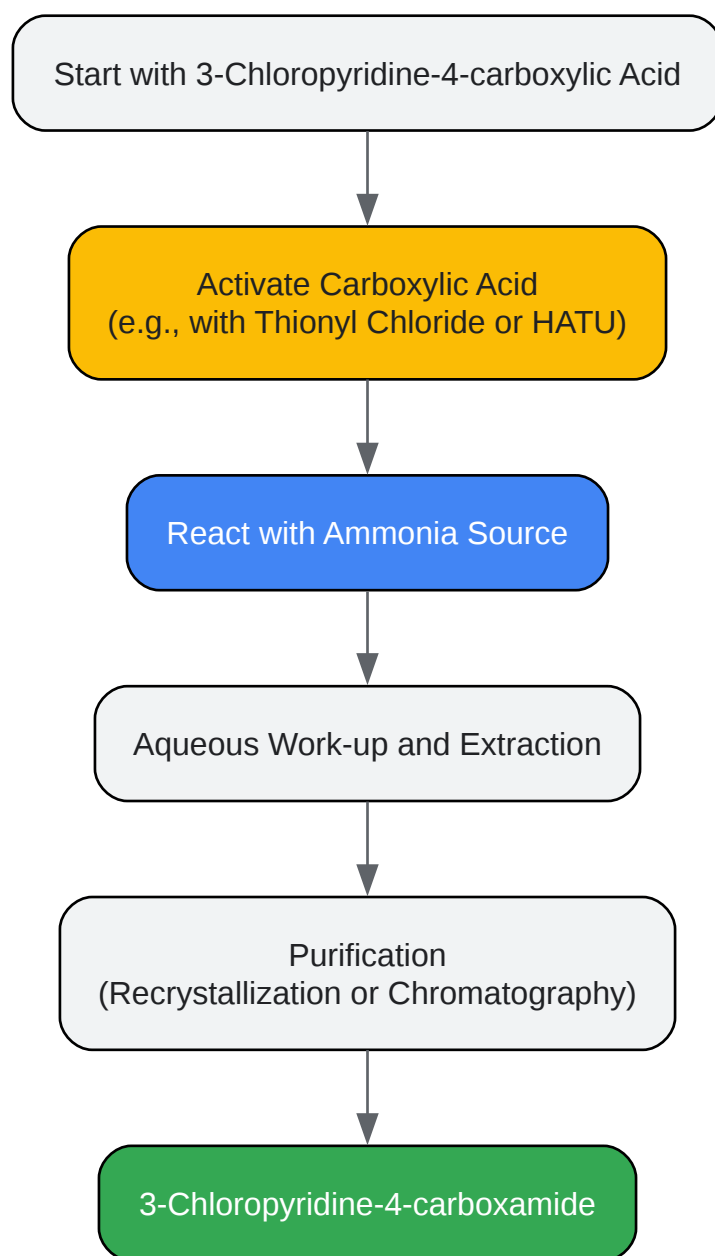 Start with 3-Chloropyridine-4-carboxylic Acid
Activate Carboxylic Acid
(e.g., with Thionyl Chloride or HATU)
React with Ammonia Source
Aqueous Work-up and Extraction
Purification
(Recrystallization or Chromatography)
3-Chloropyridine-4-carboxamide